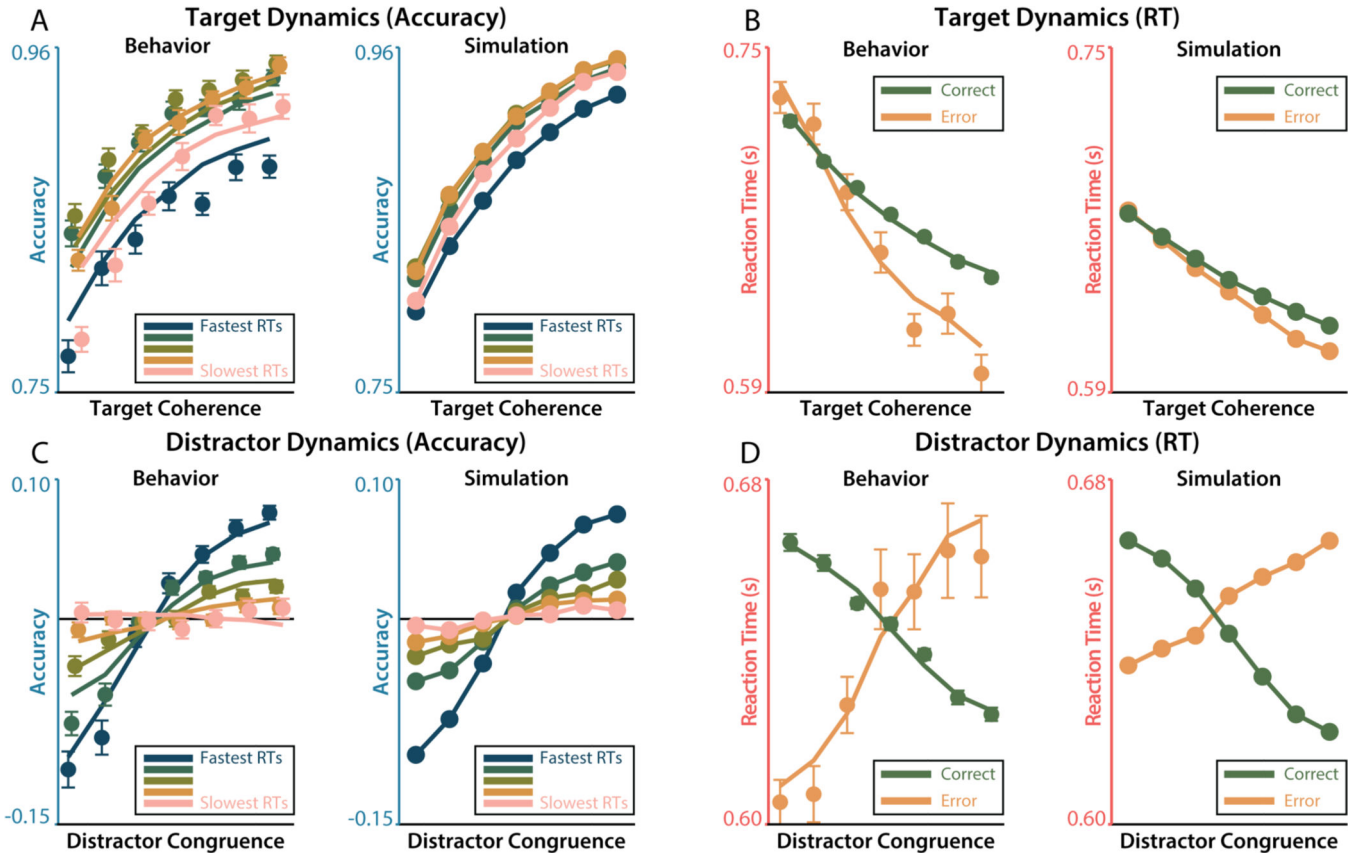 A
Target Dynamics (Accuracy)
Behavior
Simulation
0.96
0.96
Accuracy
Accuracy
Fastest RTs
Slowest RTs
Fastest RTs
Slowest RTs
0.75
0.75
Target Coherence
Target Coherence
B
Target Dynamics (RT)
Behavior
Simulation
0.75
0.75
Correct
Error
Correct
Error
Reaction Time (s)
Reaction Time (s)
0.59
0.59
Target Coherence
Target Coherence
C
Distractor Dynamics (Accuracy)
Behavior
Simulation
0.10
0.10
Accuracy
Accuracy
Fastest RTs
Slowest RTs
Fastest RTs
Slowest RTs
-0.15
-0.15
Distractor Congruence
Distractor Congruence
D
Distractor Dynamics (RT)
Behavior
Simulation
0.68
0.68
Reaction Time (s)
Reaction Time (s)
Correct
Error
Correct
Error
0.60
0.60
Distractor Congruence
Distractor Congruence